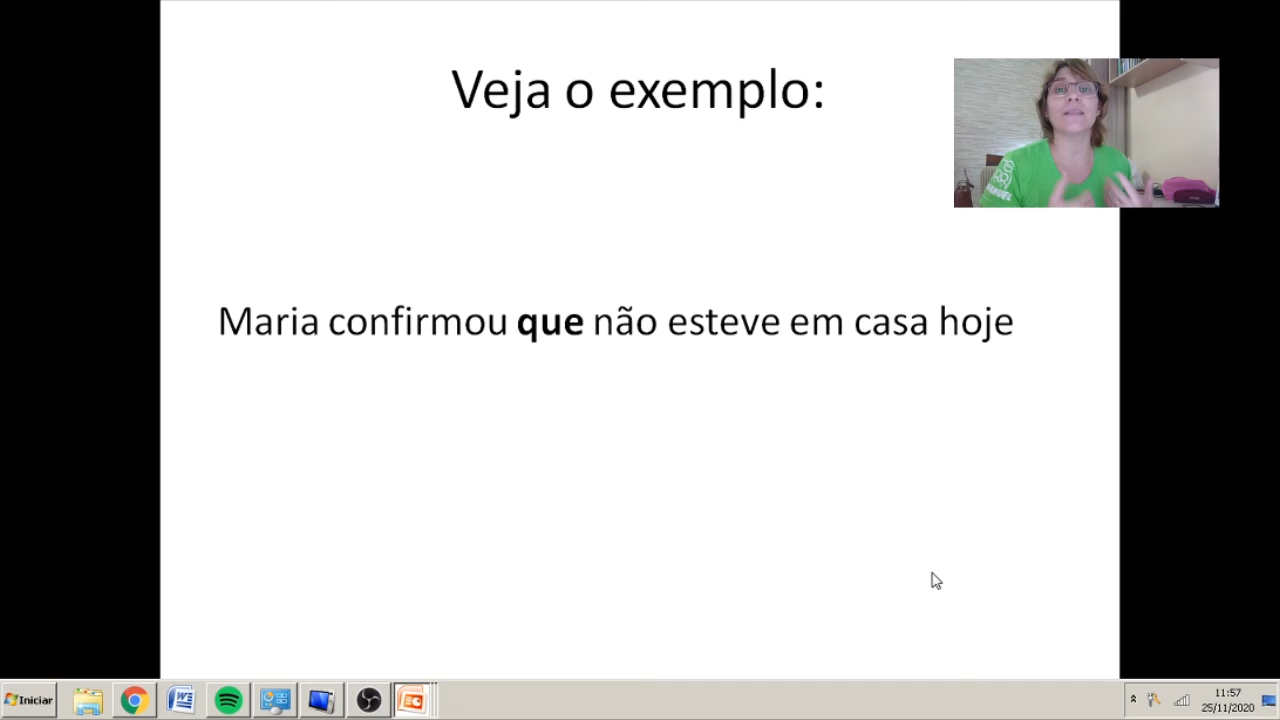 Veja o exemplo:
Maria confirmou que não esteve em casa hoje
Iniciar
11:57
25/11/2020